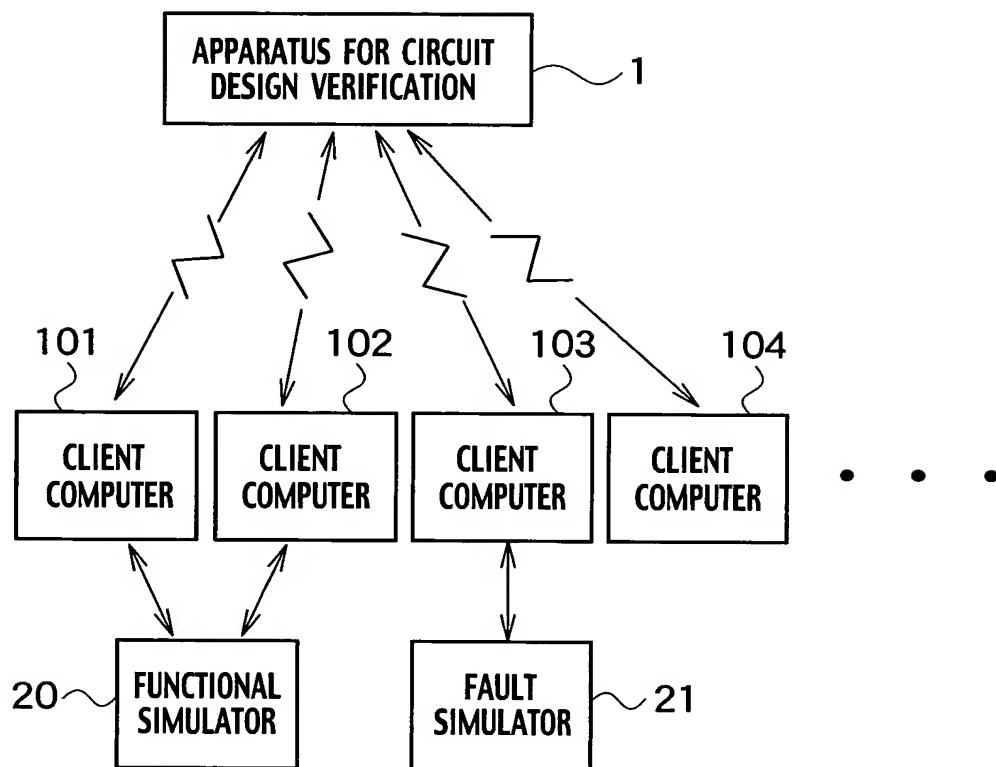 APPARATUS FOR CIRCUIT
DESIGN VERIFICATION
1
101
102
103
104
CLIENT
COMPUTER
CLIENT
COMPUTER
CLIENT
COMPUTER
CLIENT
COMPUTER
20
FUNCTIONAL
SIMULATOR
FAULT
SIMULATOR
21